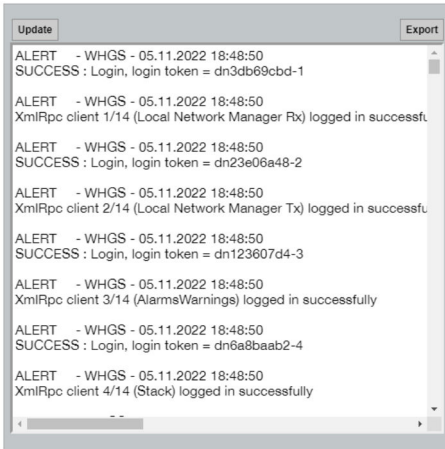 Update Export
ALERT - WHGS - 05.11.2022 18:48:50
SUCCESS : Login, login token = dn3db69cbd-1
ALERT - WHGS - 05.11.2022 18:48:50
XmlRpc client 1/14 (Local Network Manager Rx) logged in
ALERT - WHGS - 05.11.2022 18:48:50
SUCCESS : Login, login token = dn23e06a48-2
ALERT - WHGS - 05.11.2022 18:48:50
XmlRpc client 2/14 (Local Network Manager Tx) logged in
ALERT - WHGS - 05.11.2022 18:48:50
SUCCESS : Login, login token = dn123607d4-3
ALERT - WHGS - 05.11.2022 18:48:50
XmlRpc client 3/14 (AlarmsWarnings) logged in successfully
ALERT - WHGS - 05.11.2022 18:48:50
SUCCESS : Login, login token = dn6a8baab2-4
ALERT - WHGS - 05.11.2022 18:48:50
XmlRpc client 4/14 (Stack) logged in successfully